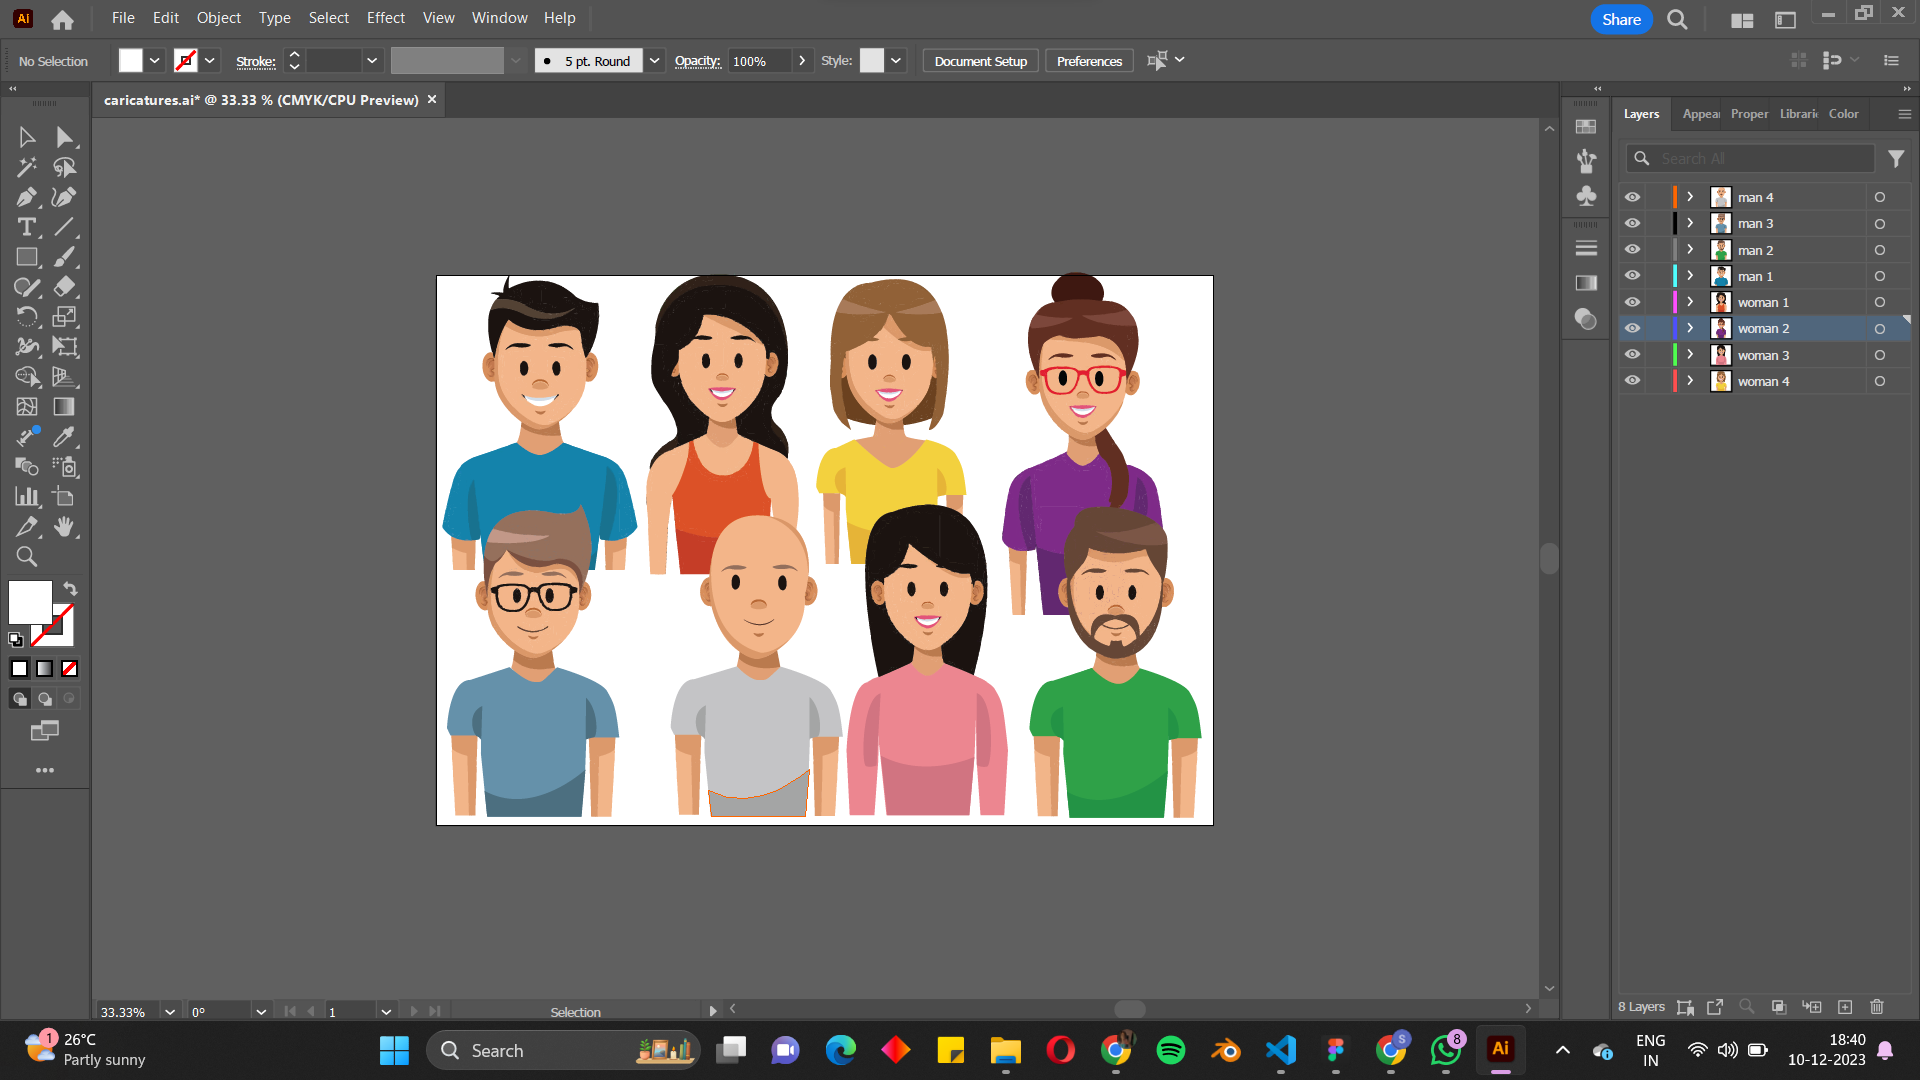 Ai File Edit Object Type Select Effect View Window Help Share
No Selection Stroke: 5 pt. Round Opacity: 100% Style: Document Setup Preferences
caricatures.ai* @ 33.33 % (CMYK/CPU Preview) ×
Layers Appear Proper Librari Color
Search All
man 4
man 3
man 2
man 1
woman 1
woman 2
woman 3
woman 4
8 Layers
33.33% 0° 1 Selection
1
26°C
Partly sunny
Search
S
8
Ai
ENG
IN
18:40
10-12-2023